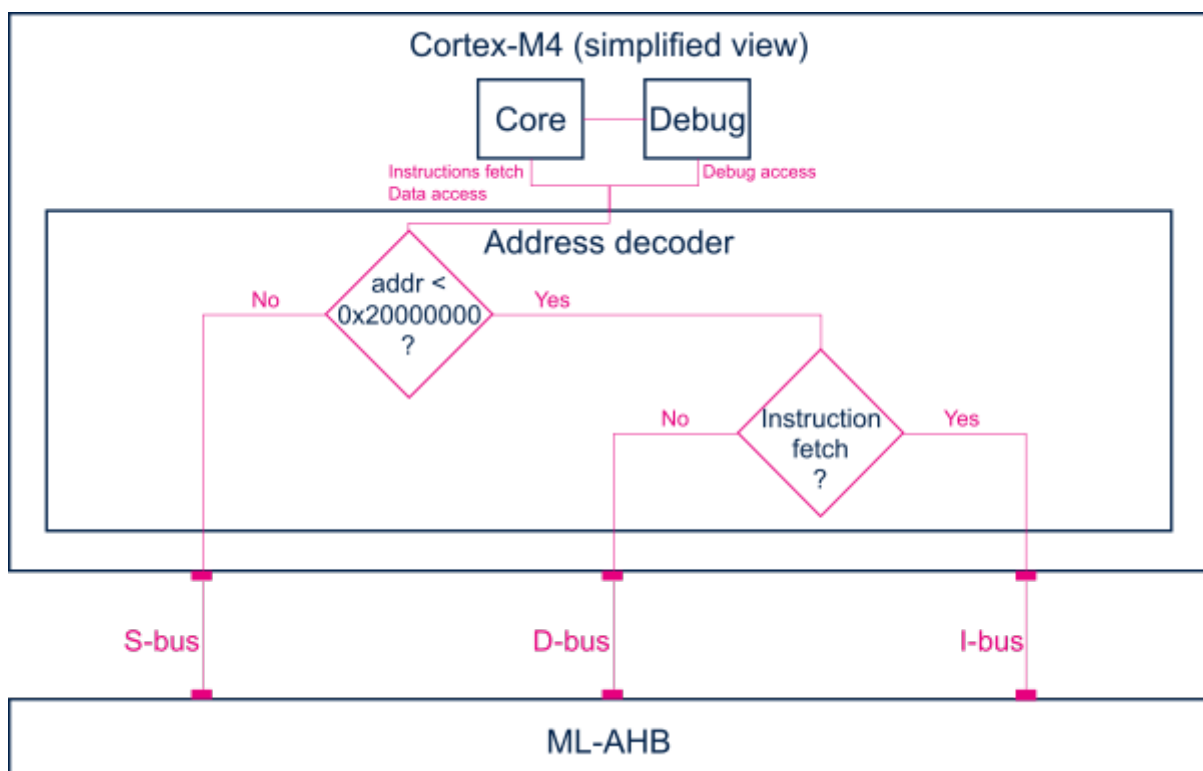 Cortex-M4 (simplified view)
Core
Debug
Instructions fetch
Data access
Debug access
Address decoder
addr <
0x20000000
?
No
Yes
Instruction
fetch
?
No
Yes
S-bus
D-bus
I-bus
ML-AHB